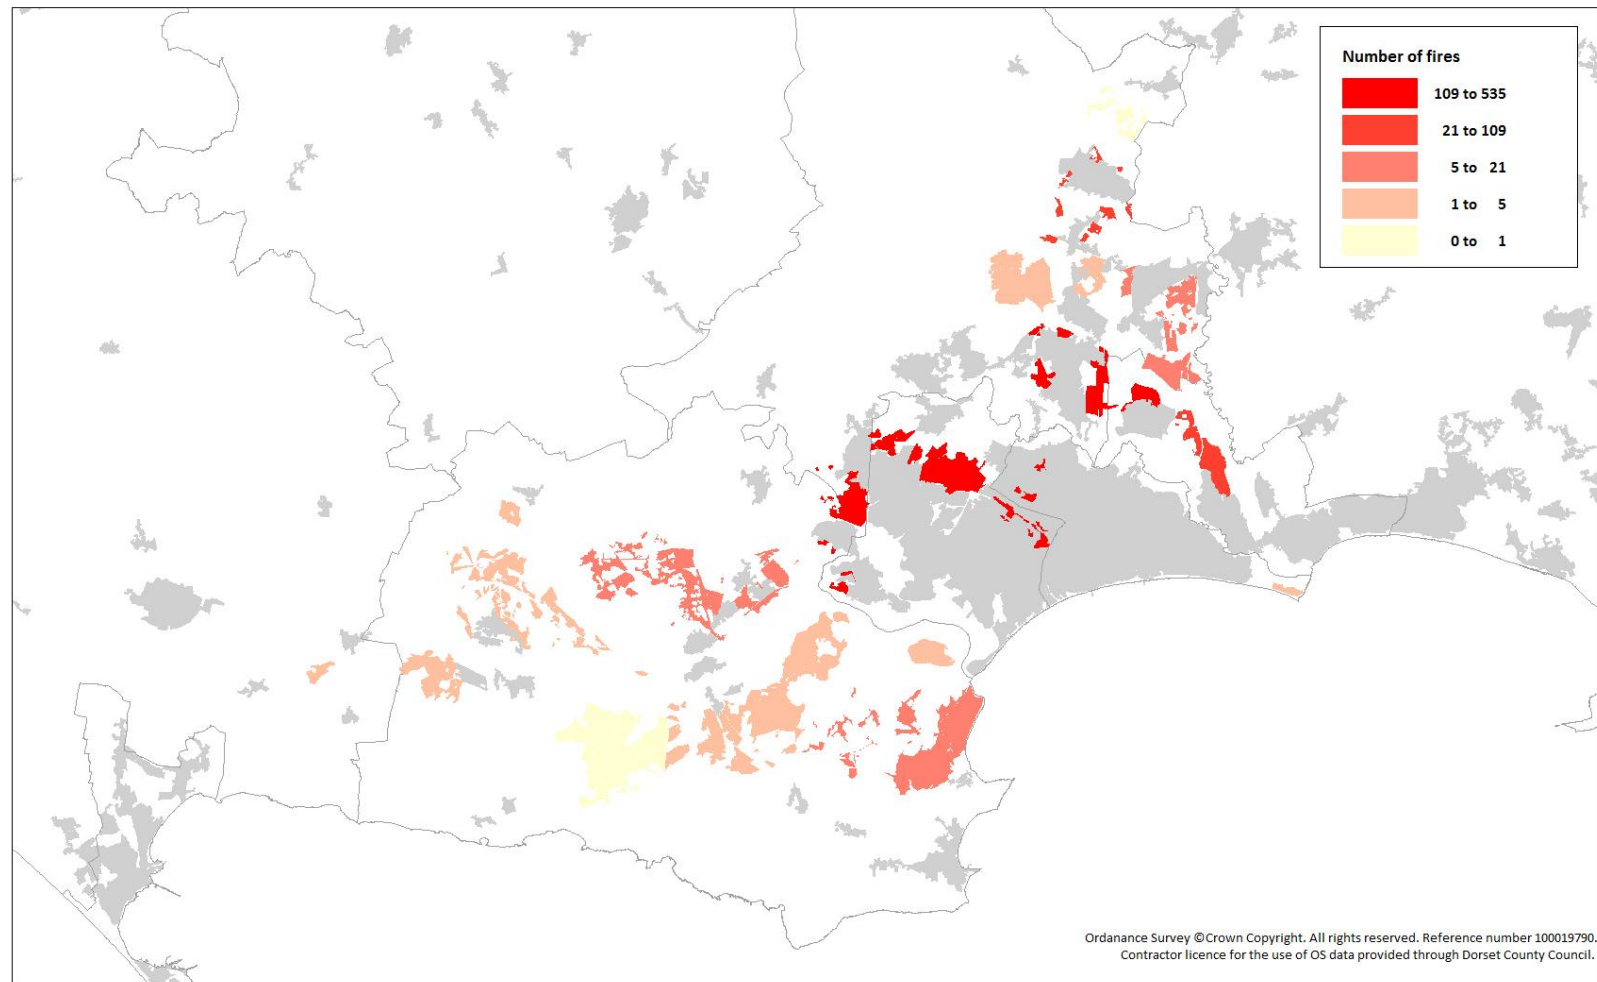 Number of fires
109 to 535
21 to 109
5 to 21
1 to 5
0 to 1
Ordanance Survey ©Crown Copyright. All rights reserved. Reference number 100019790.
Contractor licence for the use of OS data provided through Dorset County Council.